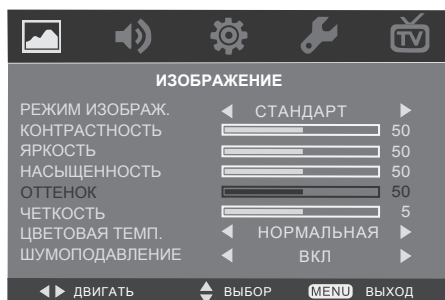 TV
ИЗОБРАЖЕНИЕ
РЕЖИМ ИЗОБРАЖ. СТАНДАРТ
КОНТРАСТНОСТЬ 50
ЯРКОСТЬ 50
НАСЫЩЕННОСТЬ 50
ОТТЕНОК 50
ЧЕТКОСТЬ 5
ЦВЕТОВАЯ ТЕМП. НОРМАЛЬНАЯ
ШУМОПОДАВЛЕНИЕ ВКЛ
ДВИГАТЬ ВЫБОР MENU ВЫХОД